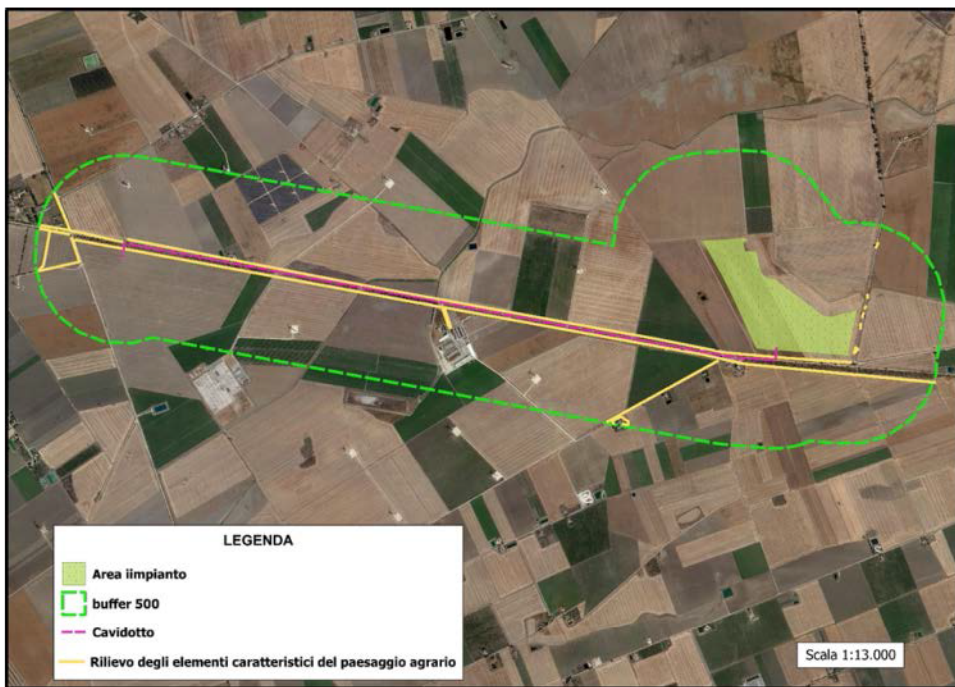 LEGENDA
Area iimpianto
buffer 500
Cavidotto
Rilievo degli elementi caratteristici del paesaggio agrario
Scala 1:13.000